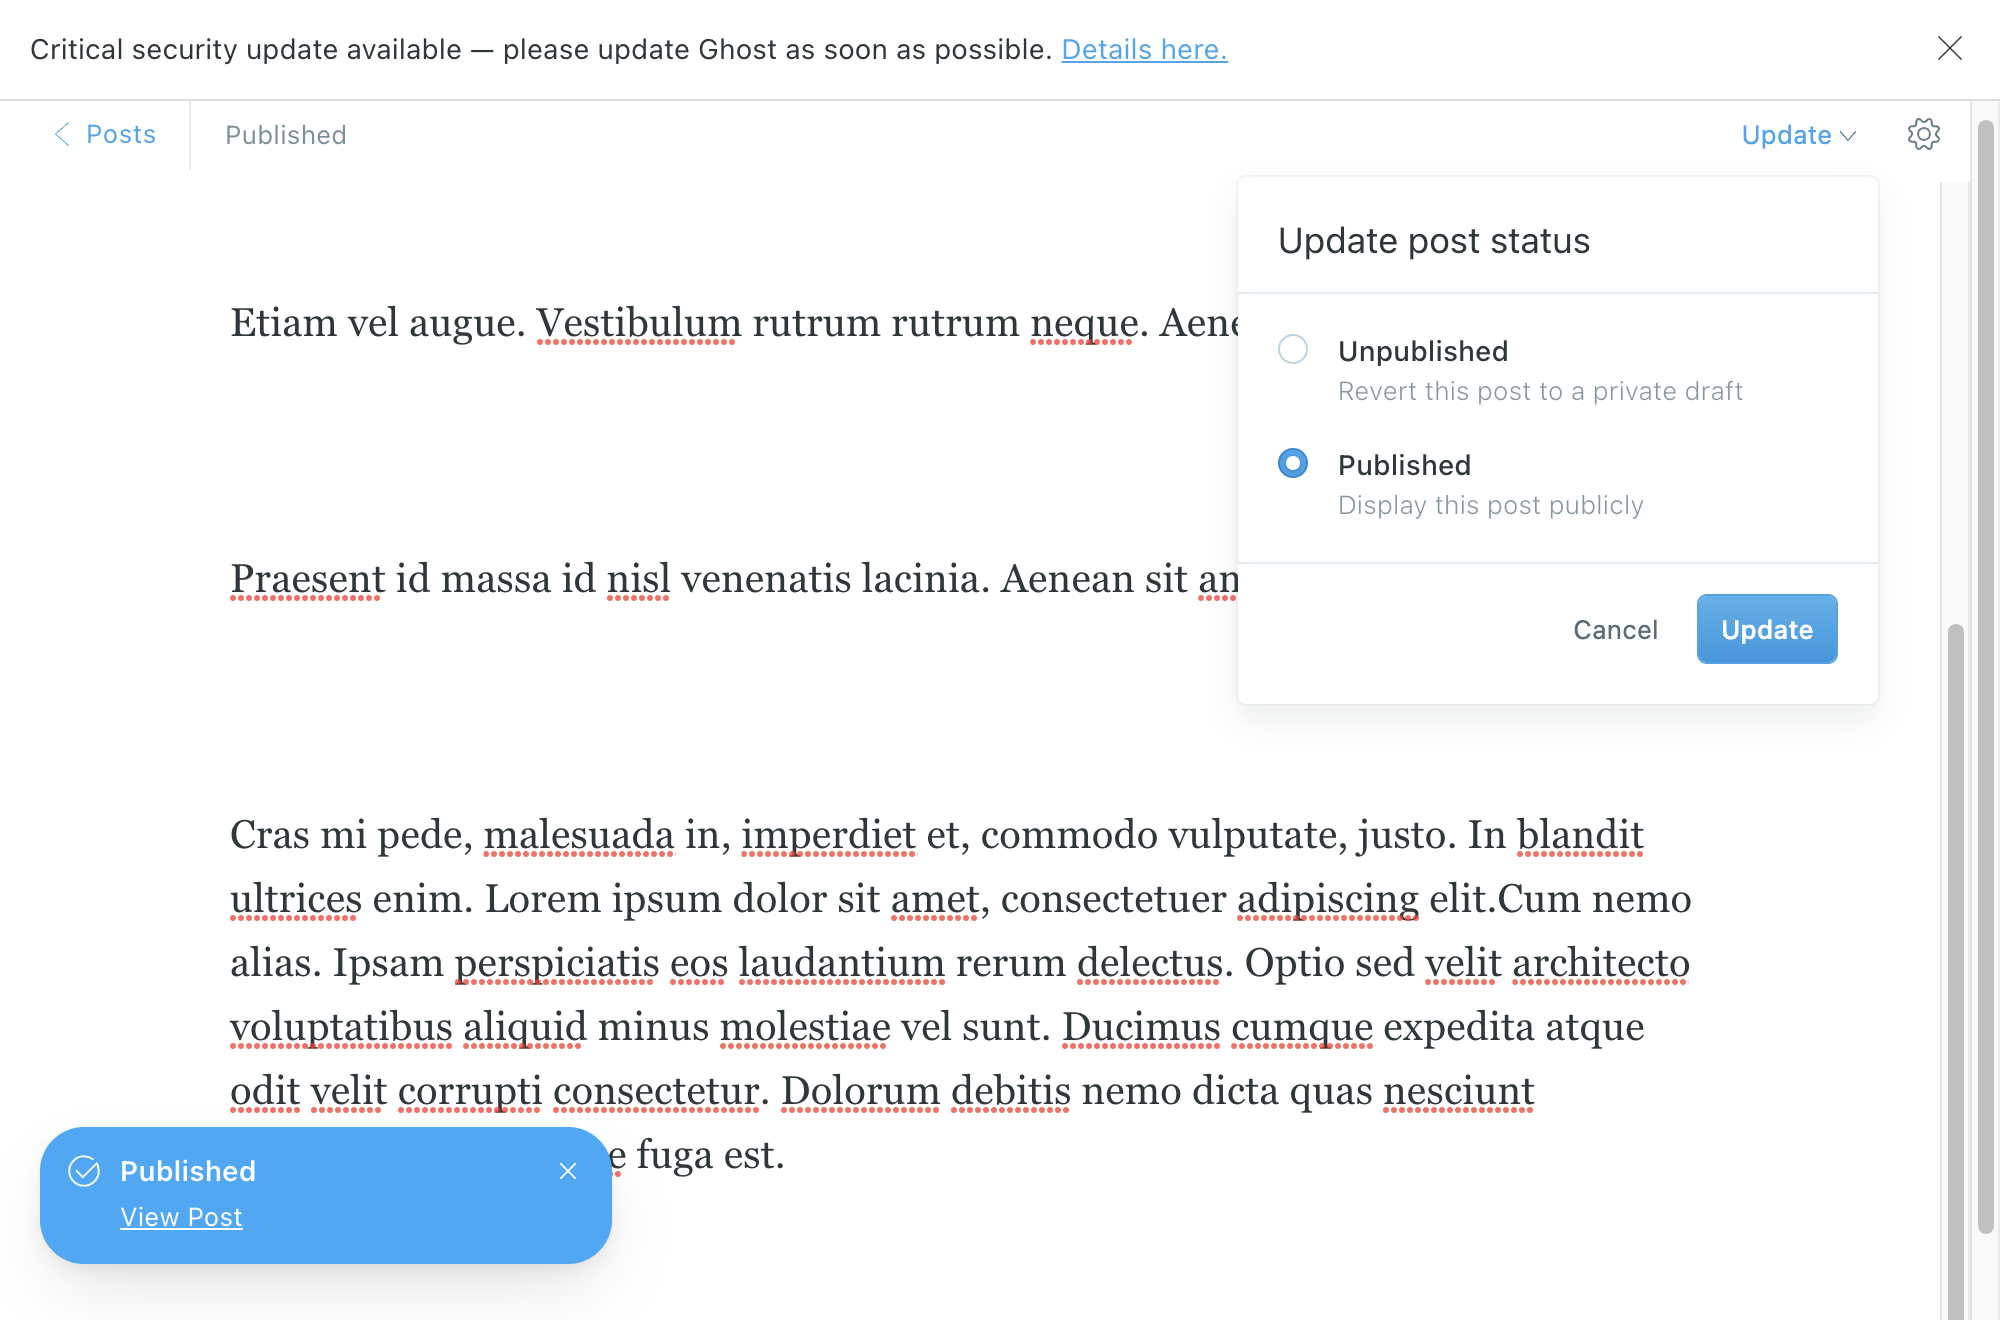 Critical security update available — please update Ghost as soon as possible. Details here.
Posts
Published
Update
Update post status
Unpublished
Revert this post to a private draft
Published
Display this post publicly
Cancel
Update
Etiam vel augue. Vestibulum rutrum rutrum neque.
Praesent id massa id nisl venenatis lacinia. Aenean sit
Cras mi pede, malesuada in, imperdiet et, commodo vulputate, justo. In blandit
ultrices enim. Lorem ipsum dolor sit amet, consectetuer adipiscing elit.Cum nemo
alias. Ipsam perspiciatis eos laudantium rerum delectus. Optio sed velit architecto
voluptatibus aliquid minus molestiae vel sunt. Ducimus cumque expedita atque
odit velit corrupti consectetur. Dolorum debitis nemo dicta quas nesciunt
fuga est.
Published
View Post